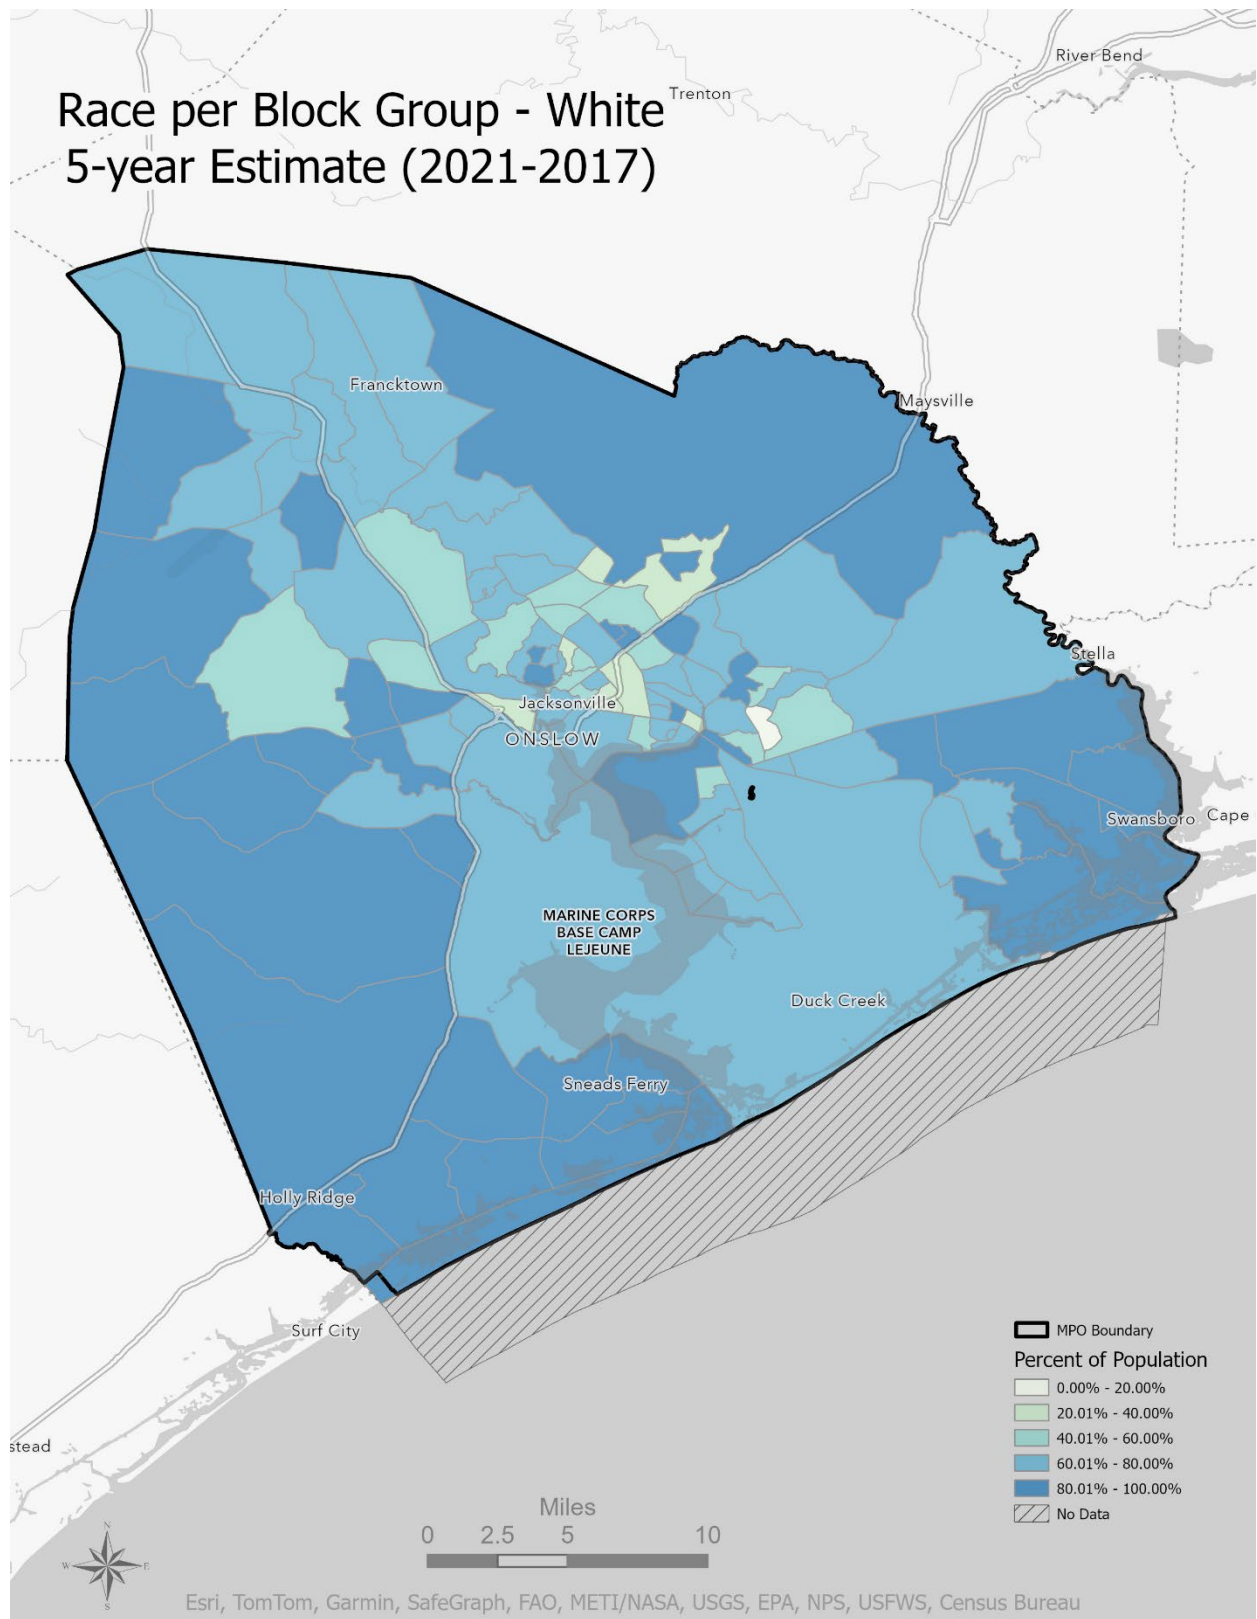 Race per Block Group - White
5-year Estimate (2021-2017)
River Bend
Trenton
Francktown
Maysville
Stella
Jacksonville
ONSLOW
Swansboro
Cape
MARINE CORPS
BASE CAMP
LEJEUNE
Duck Creek
Sneads Ferry
Holly Ridge
Surf City
stead
MPO Boundary
Percent of Population
0.00% - 20.00%
20.01% - 40.00%
40.01% - 60.00%
60.01% - 80.00%
80.01% - 100.00%
No Data
Miles
0 2.5 5 10
N
W E
S
Esri, TomTom, Garmin, SafeGraph, FAO, METI/NASA, USGS, EPA, NPS, USFWS, Census Bureau